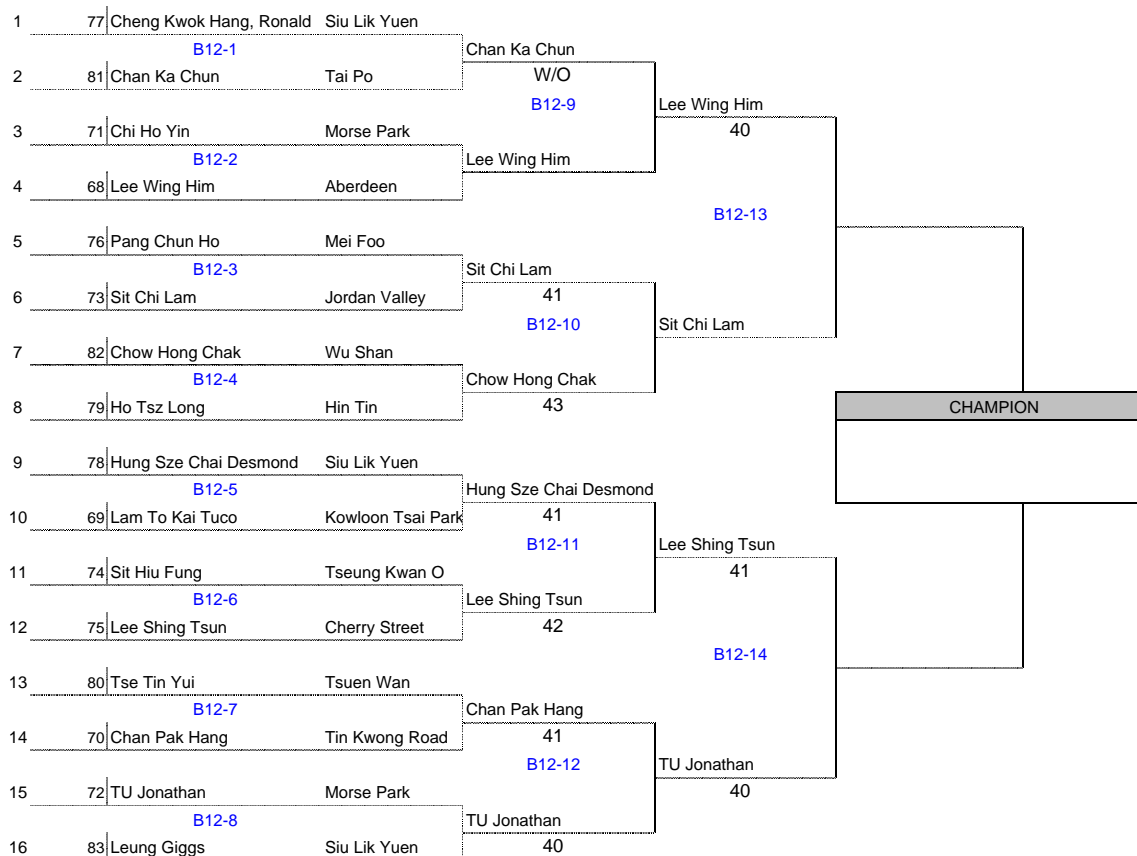 1 77 Cheng Kwok Hang, Ronald Siu Lik Yuen
B12-1 Chan Ka Chun
2 81 Chan Ka Chun Tai Po W/O
B12-9 Lee Wing Him
3 71 Chi Ho Yin Morse Park 40
B12-2 Lee Wing Him
4 68 Lee Wing Him Aberdeen
B12-13
5 76 Pang Chun Ho Mei Foo
B12-3 Sit Chi Lam
6 73 Sit Chi Lam Jordan Valley 41
B12-10 Sit Chi Lam
7 82 Chow Hong Chak Wu Shan
B12-4 Chow Hong Chak
8 79 Ho Tsz Long Hin Tin 43 CHAMPION
9 78 Hung Sze Chai Desmond Siu Lik Yuen
B12-5 Hung Sze Chai Desmond
10 69 Lam To Kai Tuco Kowloon Tsai Park 41
B12-11 Lee Shing Tsun
11 74 Sit Hiu Fung Tseung Kwan O 41
B12-6 Lee Shing Tsun
12 75 Lee Shing Tsun Cherry Street 42
B12-14
13 80 Tse Tin Yui Tsuen Wan
B12-7 Chan Pak Hang
14 70 Chan Pak Hang Tin Kwong Road 41
B12-12 TU Jonathan
15 72 TU Jonathan Morse Park 40
B12-8 TU Jonathan
16 83 Leung Giggs Siu Lik Yuen 40